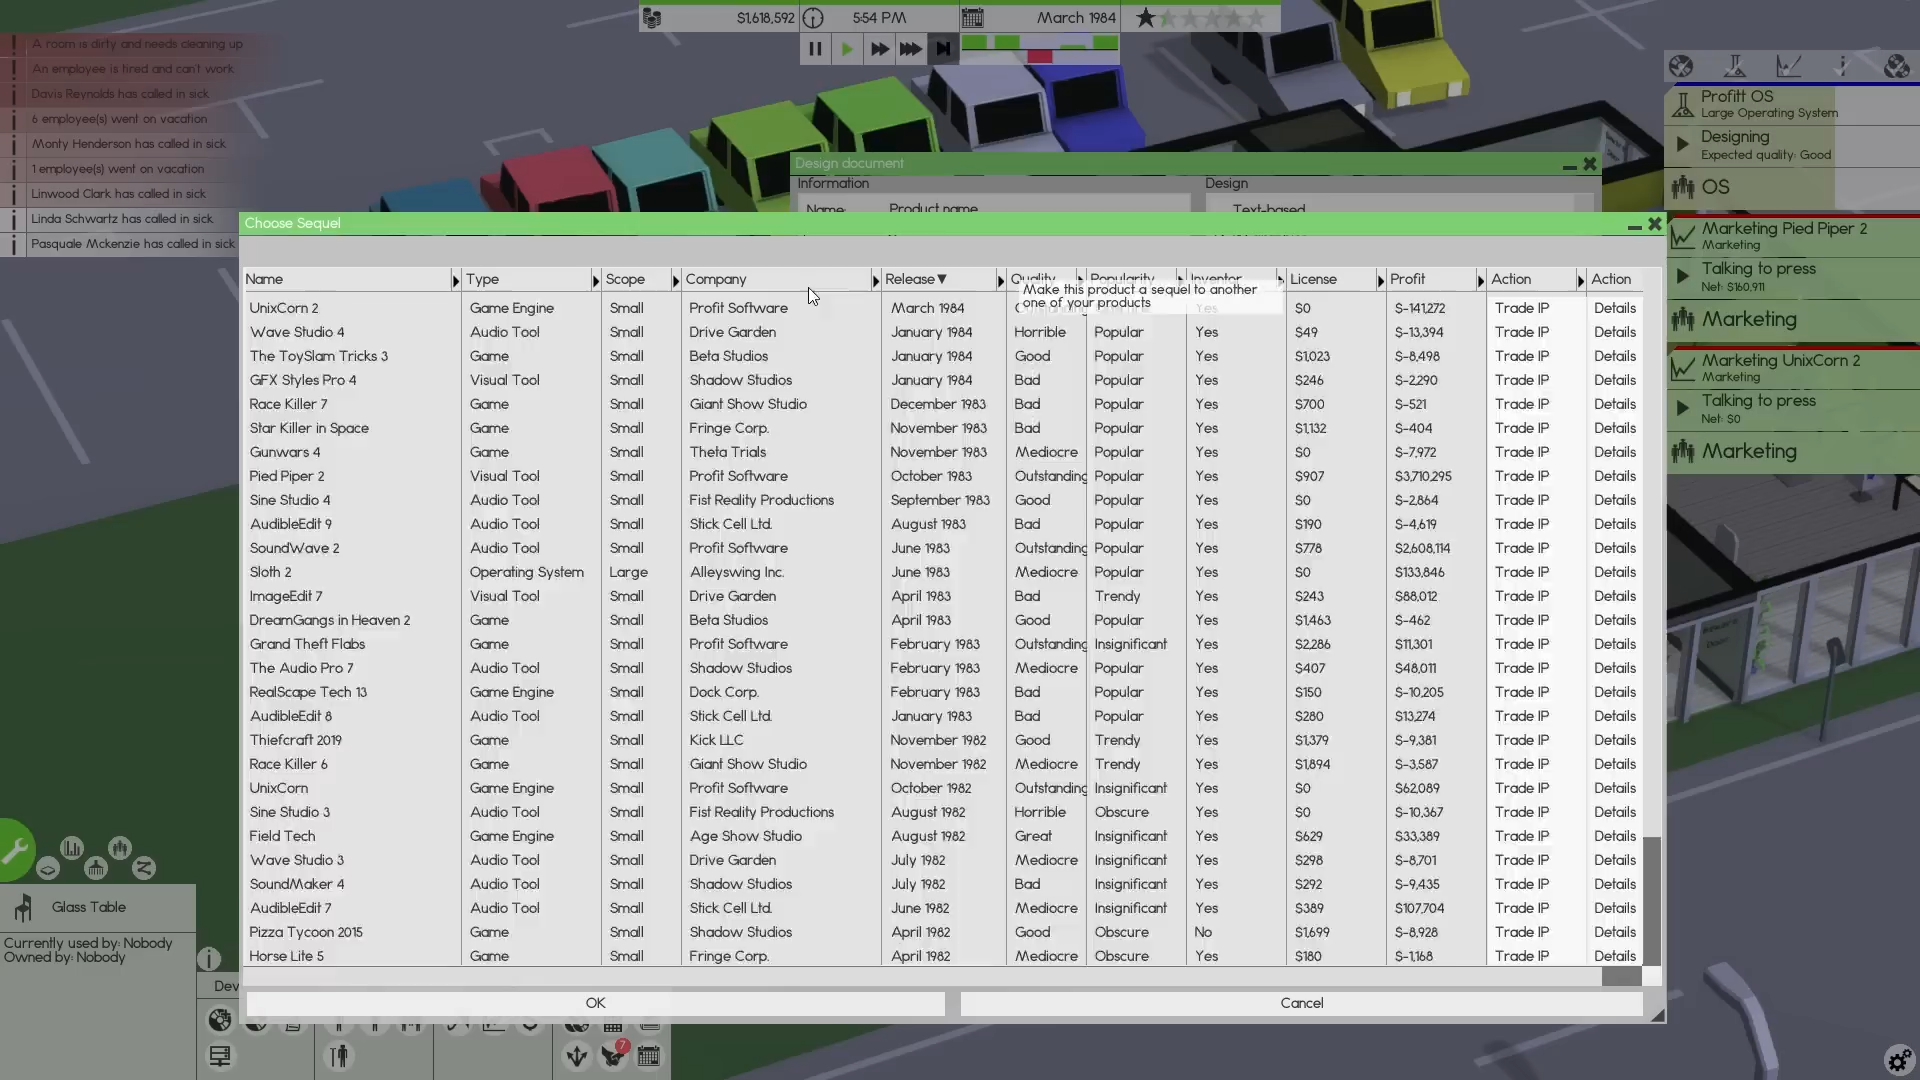 $1,618,592 5:54 PM March 1984
A room is dirty and needs cleaning up
An employee is tired and can't work
Davis Reynolds has called in sick
6 employee(s) went on vacation
Monty Henderson has called in sick
1 employee(s) went on vacation
Linwood Clark has called in sick
Linda Schwartz has called in sick
Pasquale Mckenzie has called in sick
Profitt OS
Large Operating System
Designing
Expected quality: Good
OS
Marketing Pied Piper 2
Marketing
Talking to press
Net: $160,911
Marketing
Marketing UnixCorn 2
Marketing
Talking to press
Net: $0
Marketing
Design document
Information Design
Name: Product name Text-based
Choose Sequel
Name Type Scope Company Release▼ Quality Popularity Inventor License Profit Action Action
Make this product a sequel to another
one of your products
UnixCorn 2 Game Engine Small Profit Software March 1984 Yes $0 $-141,272 Trade IP Details
Wave Studio 4 Audio Tool Small Drive Garden January 1984 Horrible Popular Yes $49 $-13,394 Trade IP Details
The ToySlam Tricks 3 Game Small Beta Studios January 1984 Good Popular Yes $1,023 $-8,498 Trade IP Details
GFX Styles Pro 4 Visual Tool Small Shadow Studios January 1984 Bad Popular Yes $246 $-2,290 Trade IP Details
Race Killer 7 Game Small Giant Show Studio December 1983 Bad Popular Yes $700 $-521 Trade IP Details
Star Killer in Space Game Small Fringe Corp. November 1983 Bad Popular Yes $1,132 $-404 Trade IP Details
Gunwars 4 Game Small Theta Trials November 1983 Mediocre Popular Yes $0 $-7,972 Trade IP Details
Pied Piper 2 Visual Tool Small Profit Software October 1983 Outstanding Popular Yes $907 $3,710,295 Trade IP Details
Sine Studio 4 Audio Tool Small Fist Reality Productions September 1983 Good Popular Yes $0 $-2,864 Trade IP Details
AudibleEdit 9 Audio Tool Small Stick Cell Ltd. August 1983 Bad Popular Yes $190 $-4,619 Trade IP Details
SoundWave 2 Audio Tool Small Profit Software June 1983 Outstanding Popular Yes $778 $2,608,114 Trade IP Details
Sloth 2 Operating System Large Alleyswing Inc. June 1983 Mediocre Popular Yes $0 $133,846 Trade IP Details
ImageEdit 7 Visual Tool Small Drive Garden April 1983 Bad Trendy Yes $243 $88,012 Trade IP Details
DreamGangs in Heaven 2 Game Small Beta Studios April 1983 Good Popular Yes $1,463 $-462 Trade IP Details
Grand Theft Flabs Game Small Profit Software February 1983 Outstanding Insignificant Yes $2,286 $11,301 Trade IP Details
The Audio Pro 7 Audio Tool Small Shadow Studios February 1983 Mediocre Popular Yes $407 $48,011 Trade IP Details
RealScape Tech 13 Game Engine Small Dock Corp. February 1983 Bad Popular Yes $150 $-10,205 Trade IP Details
AudibleEdit 8 Audio Tool Small Stick Cell Ltd. January 1983 Bad Popular Yes $280 $13,274 Trade IP Details
Thiefcraft 2019 Game Small Kick LLC November 1982 Good Trendy Yes $1,379 $-9,381 Trade IP Details
Race Killer 6 Game Small Giant Show Studio November 1982 Mediocre Trendy Yes $1,894 $-3,587 Trade IP Details
UnixCorn Game Engine Small Profit Software October 1982 Outstanding Insignificant Yes $0 $62,089 Trade IP Details
Sine Studio 3 Audio Tool Small Fist Reality Productions August 1982 Horrible Obscure Yes $0 $-10,367 Trade IP Details
Field Tech Game Engine Small Age Show Studio August 1982 Great Insignificant Yes $629 $33,389 Trade IP Details
Wave Studio 3 Audio Tool Small Drive Garden July 1982 Mediocre Insignificant Yes $298 $-8,701 Trade IP Details
SoundMaker 4 Audio Tool Small Shadow Studios July 1982 Bad Insignificant Yes $292 $-9,435 Trade IP Details
AudibleEdit 7 Audio Tool Small Stick Cell Ltd. June 1982 Mediocre Insignificant Yes $389 $107,704 Trade IP Details
Pizza Tycoon 2015 Game Small Shadow Studios April 1982 Good Obscure No $1,699 $-8,928 Trade IP Details
Horse Lite 5 Game Small Fringe Corp. April 1982 Mediocre Obscure Yes $180 $-1,168 Trade IP Details
OK Cancel
Glass Table
Currently used by: Nobody
Owned by: Nobody
Dev
7